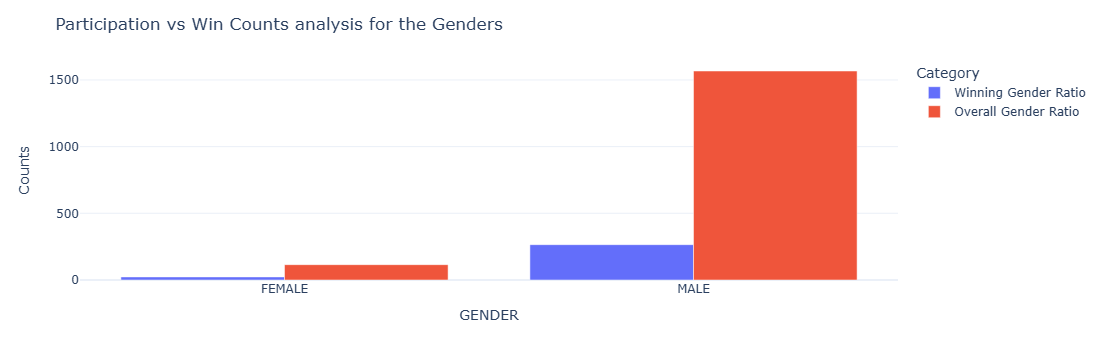 Participation vs Win Counts analysis for the Genders
Category
Winning Gender Ratio
Overall Gender Ratio
Counts
1500
1000
500
0
FEMALE
MALE
GENDER